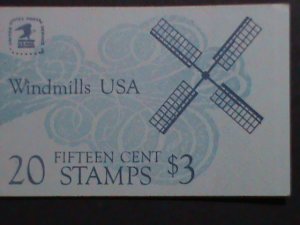 Windmills USA
20 FIFTEEN CENT STAMPS $3